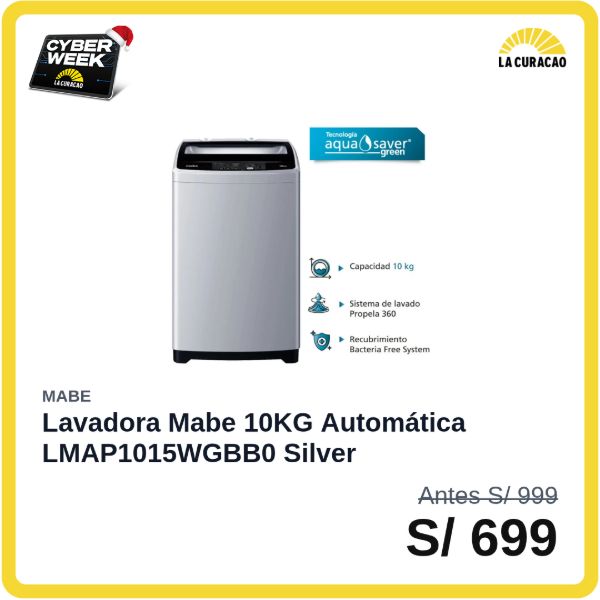 CYBER
WEEK
LA CURACAO
LA CURACAO
Tecnología
aqua saver®
green
Capacidad 10 kg
Sistema de lavado
Propela 360
Recubrimiento
Bacteria Free System
MABE
Lavadora Mabe 10KG Automática
LMAP1015WGBB0 Silver
Antes S/ 999
S/ 699